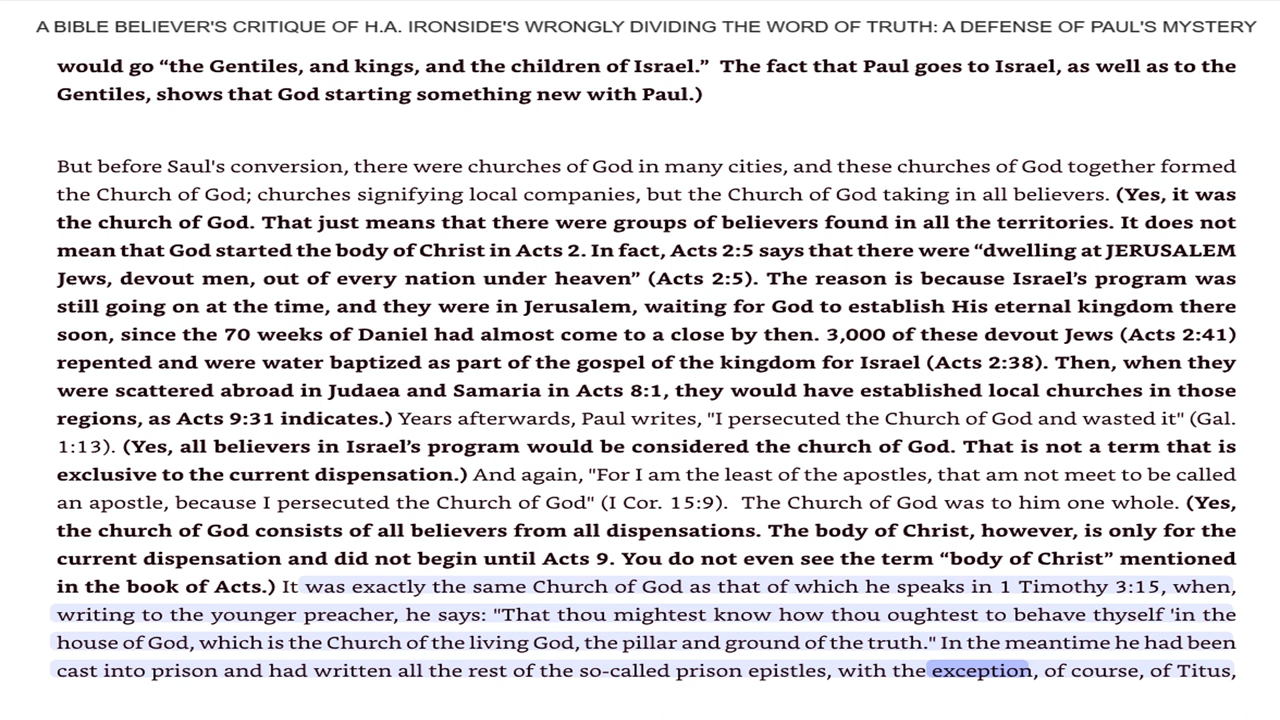 A BIBLE BELIEVER'S CRITIQUE OF H.A. IRONSIDE'S WRONGLY DIVIDING THE WORD OF TRUTH: A DEFENSE OF PAUL'S MYSTERY
would go “the Gentiles, and kings, and the children of Israel.” The fact that Paul goes to Israel, as well as to the
Gentiles, shows that God starting something new with Paul.)
But before Saul's conversion, there were churches of God in many cities, and these churches of God together formed
the Church of God; churches signifying local companies, but the Church of God taking in all believers. (Yes, it was
the church of God. That just means that there were groups of believers found in all the territories. It does not
mean that God started the body of Christ in Acts 2. In fact, Acts 2:5 says that there were “dwelling at JERUSALEM
Jews, devout men, out of every nation under heaven” (Acts 2:5). The reason is because Israel’s program was
still going on at the time, and they were in Jerusalem, waiting for God to establish His eternal kingdom there
soon, since the 70 weeks of Daniel had almost come to a close by then. 3,000 of these devout Jews (Acts 2:41)
repented and were water baptized as part of the gospel of the kingdom for Israel (Acts 2:38). Then, when they
were scattered abroad in Judaea and Samaria in Acts 8:1, they would have established local churches in those
regions, as Acts 9:31 indicates.) Years afterwards, Paul writes, "I persecuted the Church of God and wasted it" (Gal.
1:13). (Yes, all believers in Israel’s program would be considered the church of God. That is not a term that is
exclusive to the current dispensation.) And again, "For I am the least of the apostles, that am not meet to be called
an apostle, because I persecuted the Church of God" (I Cor. 15:9). The Church of God was to him one whole. (Yes,
the church of God consists of all believers from all dispensations. The body of Christ, however, is only for the
current dispensation and did not begin until Acts 9. You do not even see the term “body of Christ” mentioned
in the book of Acts.) It was exactly the same Church of God as that of which he speaks in 1 Timothy 3:15, when,
writing to the younger preacher, he says: "That thou mightest know how thou oughtest to behave thyself 'in the
house of God, which is the Church of the living God, the pillar and ground of the truth." In the meantime he had been
cast into prison and had written all the rest of the so-called prison epistles, with the exception, of course, of Titus,